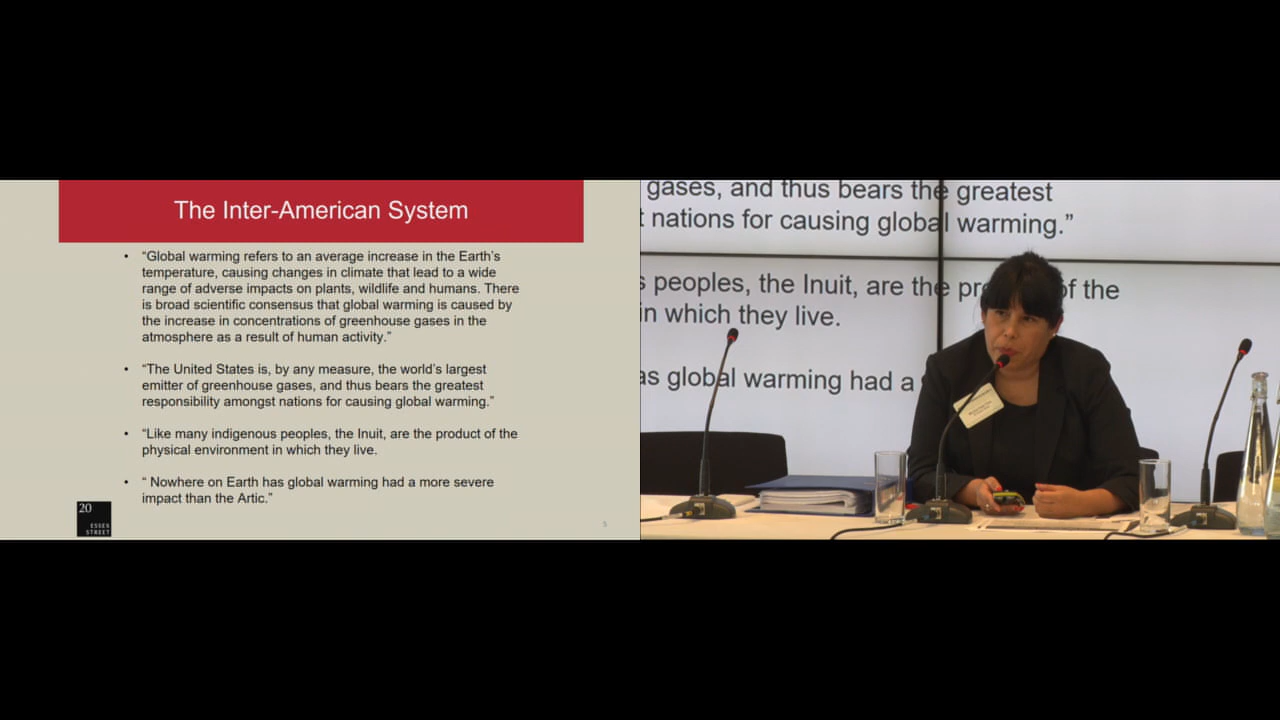 The Inter-American System
• “Global warming refers to an average increase in the Earth’s
temperature, causing changes in climate that lead to a wide
range of adverse impacts on plants, wildlife and humans. There
is broad scientific consensus that global warming is caused by
the increase in concentrations of greenhouse gases in the
atmosphere as a result of human activity.”
• “The United States is, by any measure, the world’s largest
emitter of greenhouse gases, and thus bears the greatest
responsibility amongst nations for causing global warming.”
• “Like many indigenous peoples, the Inuit, are the product of the
physical environment in which they live.
• “ Nowhere on Earth has global warming had a more severe
impact than the Artic.”
20
ESSEX
STREET
5
gases, and thus bears the greatest
nations for causing global warming.”
peoples, the Inuit, are the of the
in which they live.
as global warming had a